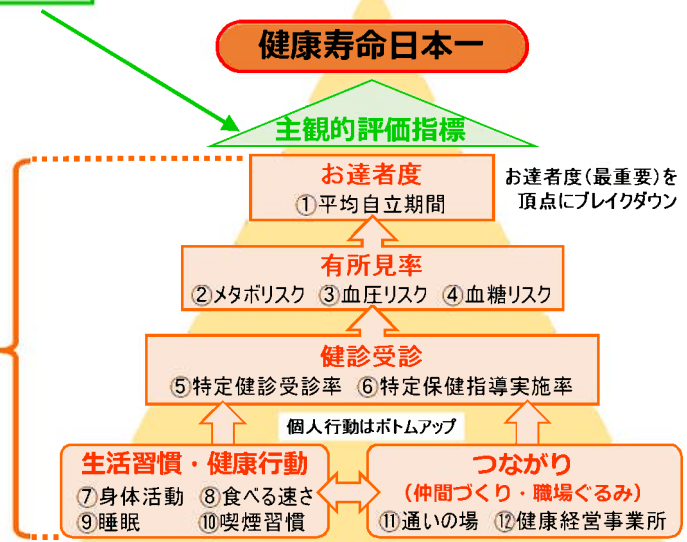 健康寿命日本一
主観的評価指標
お達者度
①平均自立期間
お達者度(最重要)を
頂点にブレイクダウン
有所見率
②メタボリスク ③血圧リスク ④血糖リスク
健診受診
⑤特定健診受診率 ⑥特定保健指導実施率
個人行動はボトムアップ
生活習慣・健康行動
⑦身体活動 ⑧食べる速さ
⑨睡眠 ⑩喫煙習慣
つながり
(仲間づくり・職場ぐるみ)
⑪通いの場 ⑫健康経営事業所